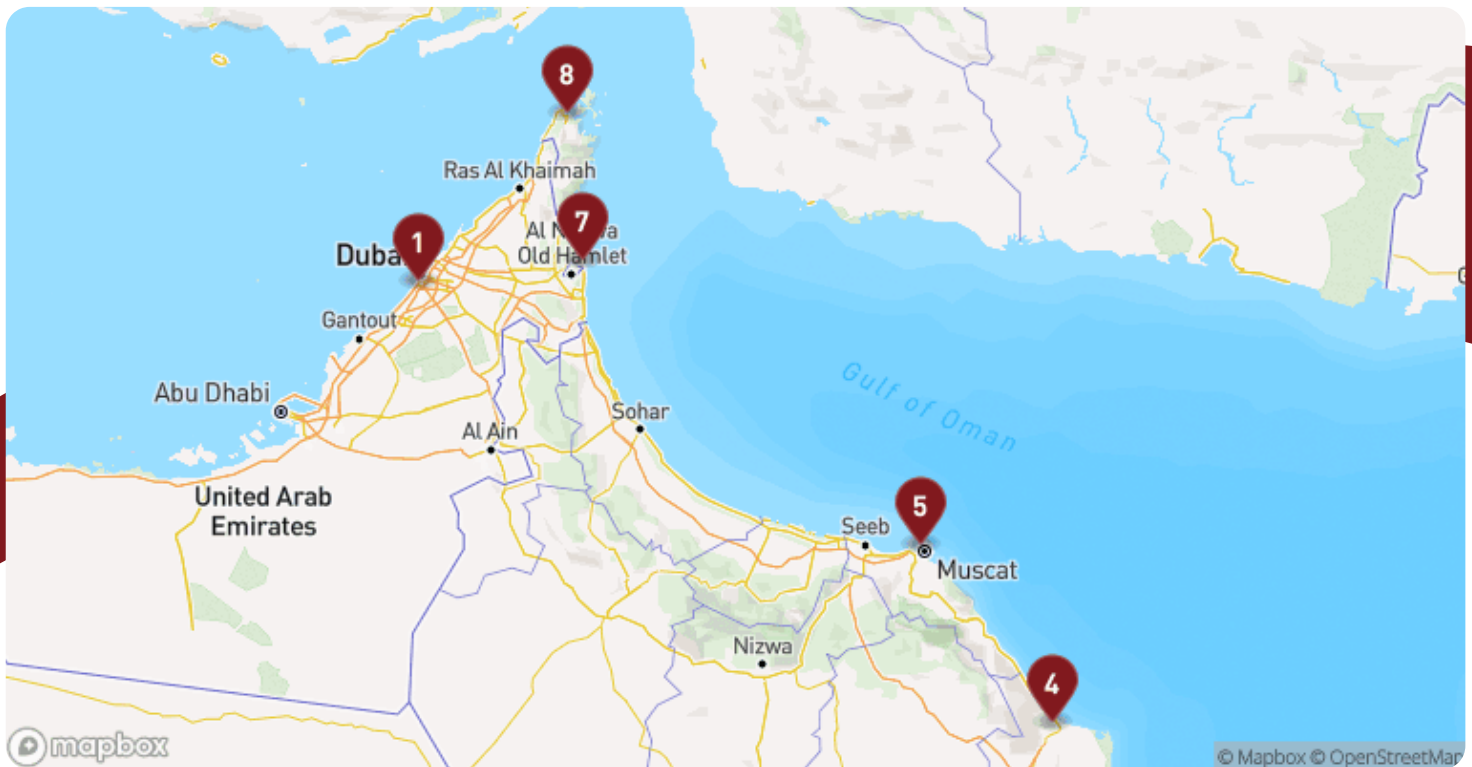 8
Ras Al Khaimah
7
1
Al N
a
Old Hamlet
Duba
Gantout
Abu Dhabi
Sohar
Al Ain
Gulf of Oman
United Arab
Emirates
5
Seeb
Muscat
Nizwa
4
mapbox
© Mapbox © OpenStreetMap